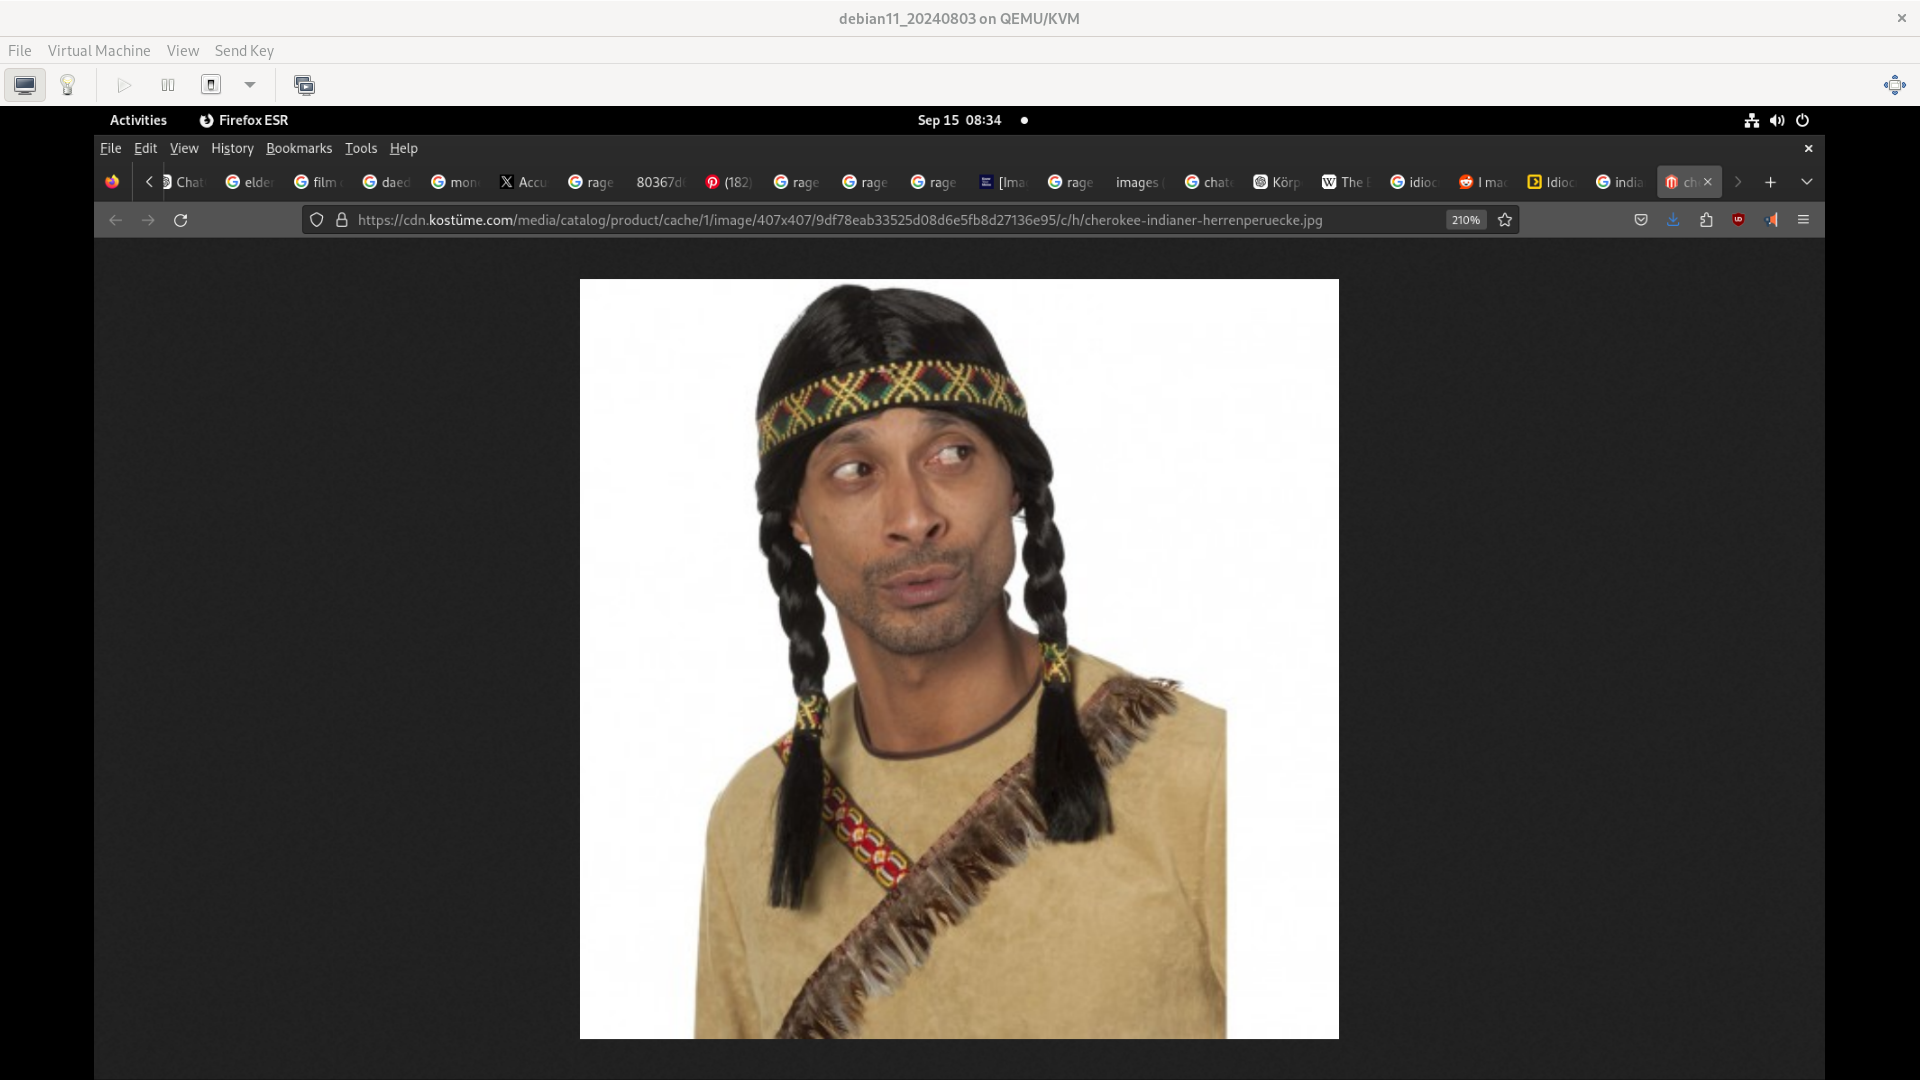 debian11_20240803 on QEMU/KVM
File Virtual Machine View Send Key
Activities Firefox ESR Sep 15 08:34
File Edit View History Bookmarks Tools Help
Chat elde film daed mon Accu rage 80367d (182) rage rage rage [Ima rage images chat Körp The idioc I ma Idioc india ch
https://cdn.kostüme.com/media/catalog/product/cache/1/image/407x407/9df78eab33525d08d6e5fb8d27136e95/c/h/cherokee-indianer-herrenperuecke.jpg 210%